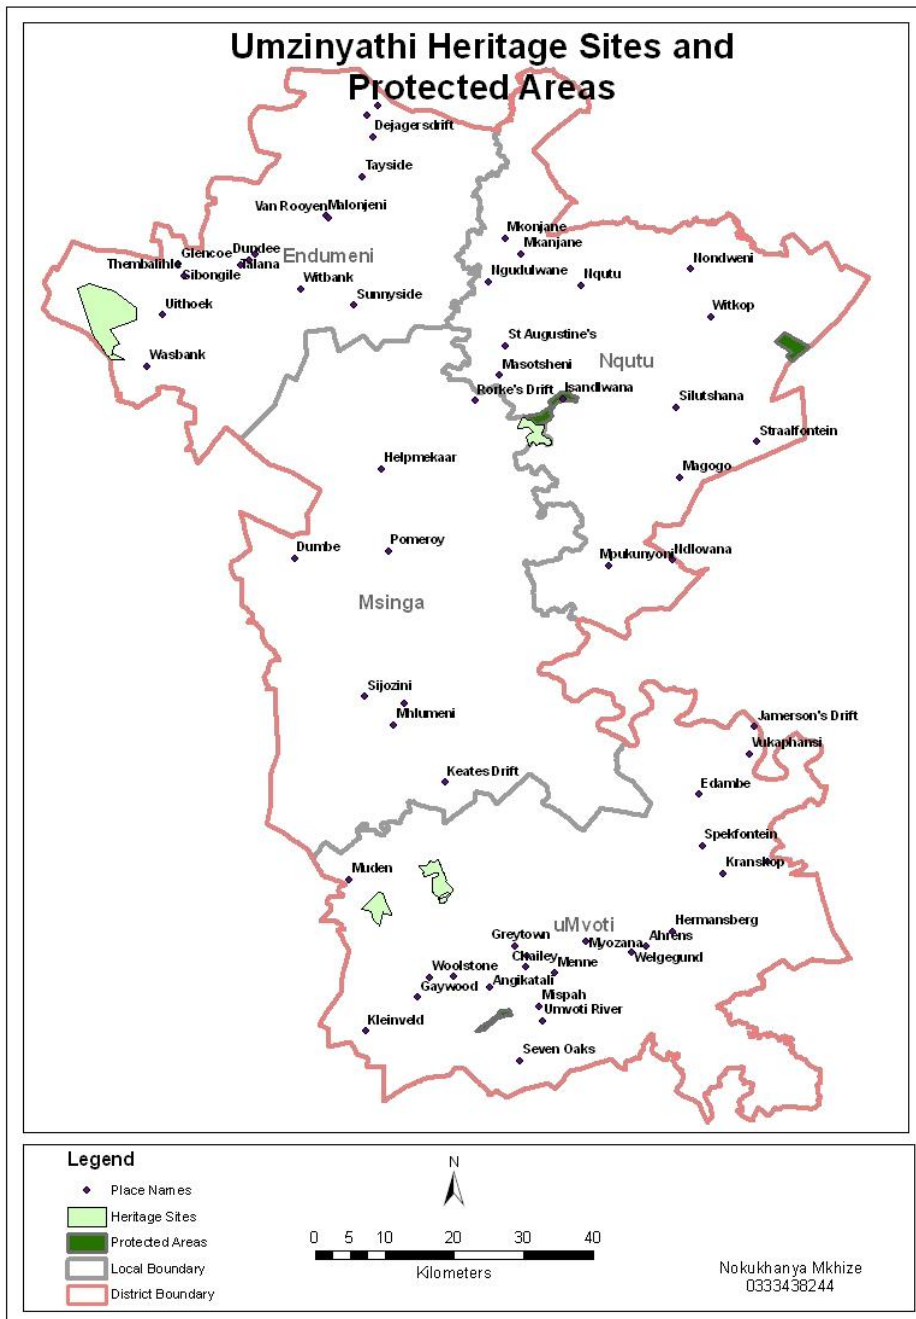 Umzinyathi Heritage Sites and
Protected Areas
Dejagersdrift
Tayside
Van Rooyen
Malonjeni
Mkonjane
Mkanjane
Dundee
Glencoe
Endumeni
Thembalihle
Talana
Sibongile
Ngudulwane
Nqutu
Nondweni
Witbank
Sunnyside
Uithoek
Witkop
St Augustine's
Wasbank
Masotsheni
Nqutu
Rorke's Drift
Isandlwana
Silutshana
Straalfontein
Helpmekaar
Magogo
Dumbe
Pomeroy
Mpukunyoni
Ndlovana
Msinga
Sijozini
Mhlumeni
Jamerson's Drift
Vukaphansi
Keates Drift
Edambe
Spekfontein
Muden
Kranskop
uMvoti
Hermansberg
Greytown
Myozana
Ahrens
Chailey
Welgegund
Woolstone
Menne
Gaywood
Angikatali
Mispah
Umvoti River
Kleinveld
Seven Oaks
Legend
Place Names
Heritage Sites
Protected Areas
Local Boundary
District Boundary
N
0 5 10 20 30 40
Kilometers
Nokukhanya Mkhize
0333438244